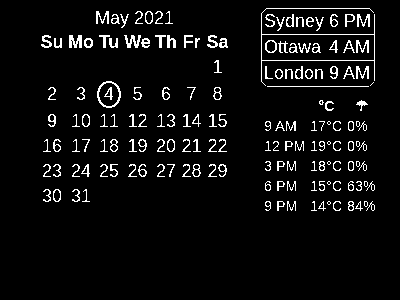 May 2021
Su Mo Tu We Th Fr Sa
1
2 3 4 5 6 7 8
9 10 11 12 13 14 15
16 17 18 19 20 21 22
23 24 25 26 27 28 29
30 31
Sydney 6 PM
Ottawa 4 AM
London 9 AM
°C ☂
9 AM 17°C 0%
12 PM 19°C 0%
3 PM 18°C 0%
6 PM 15°C 63%
9 PM 14°C 84%